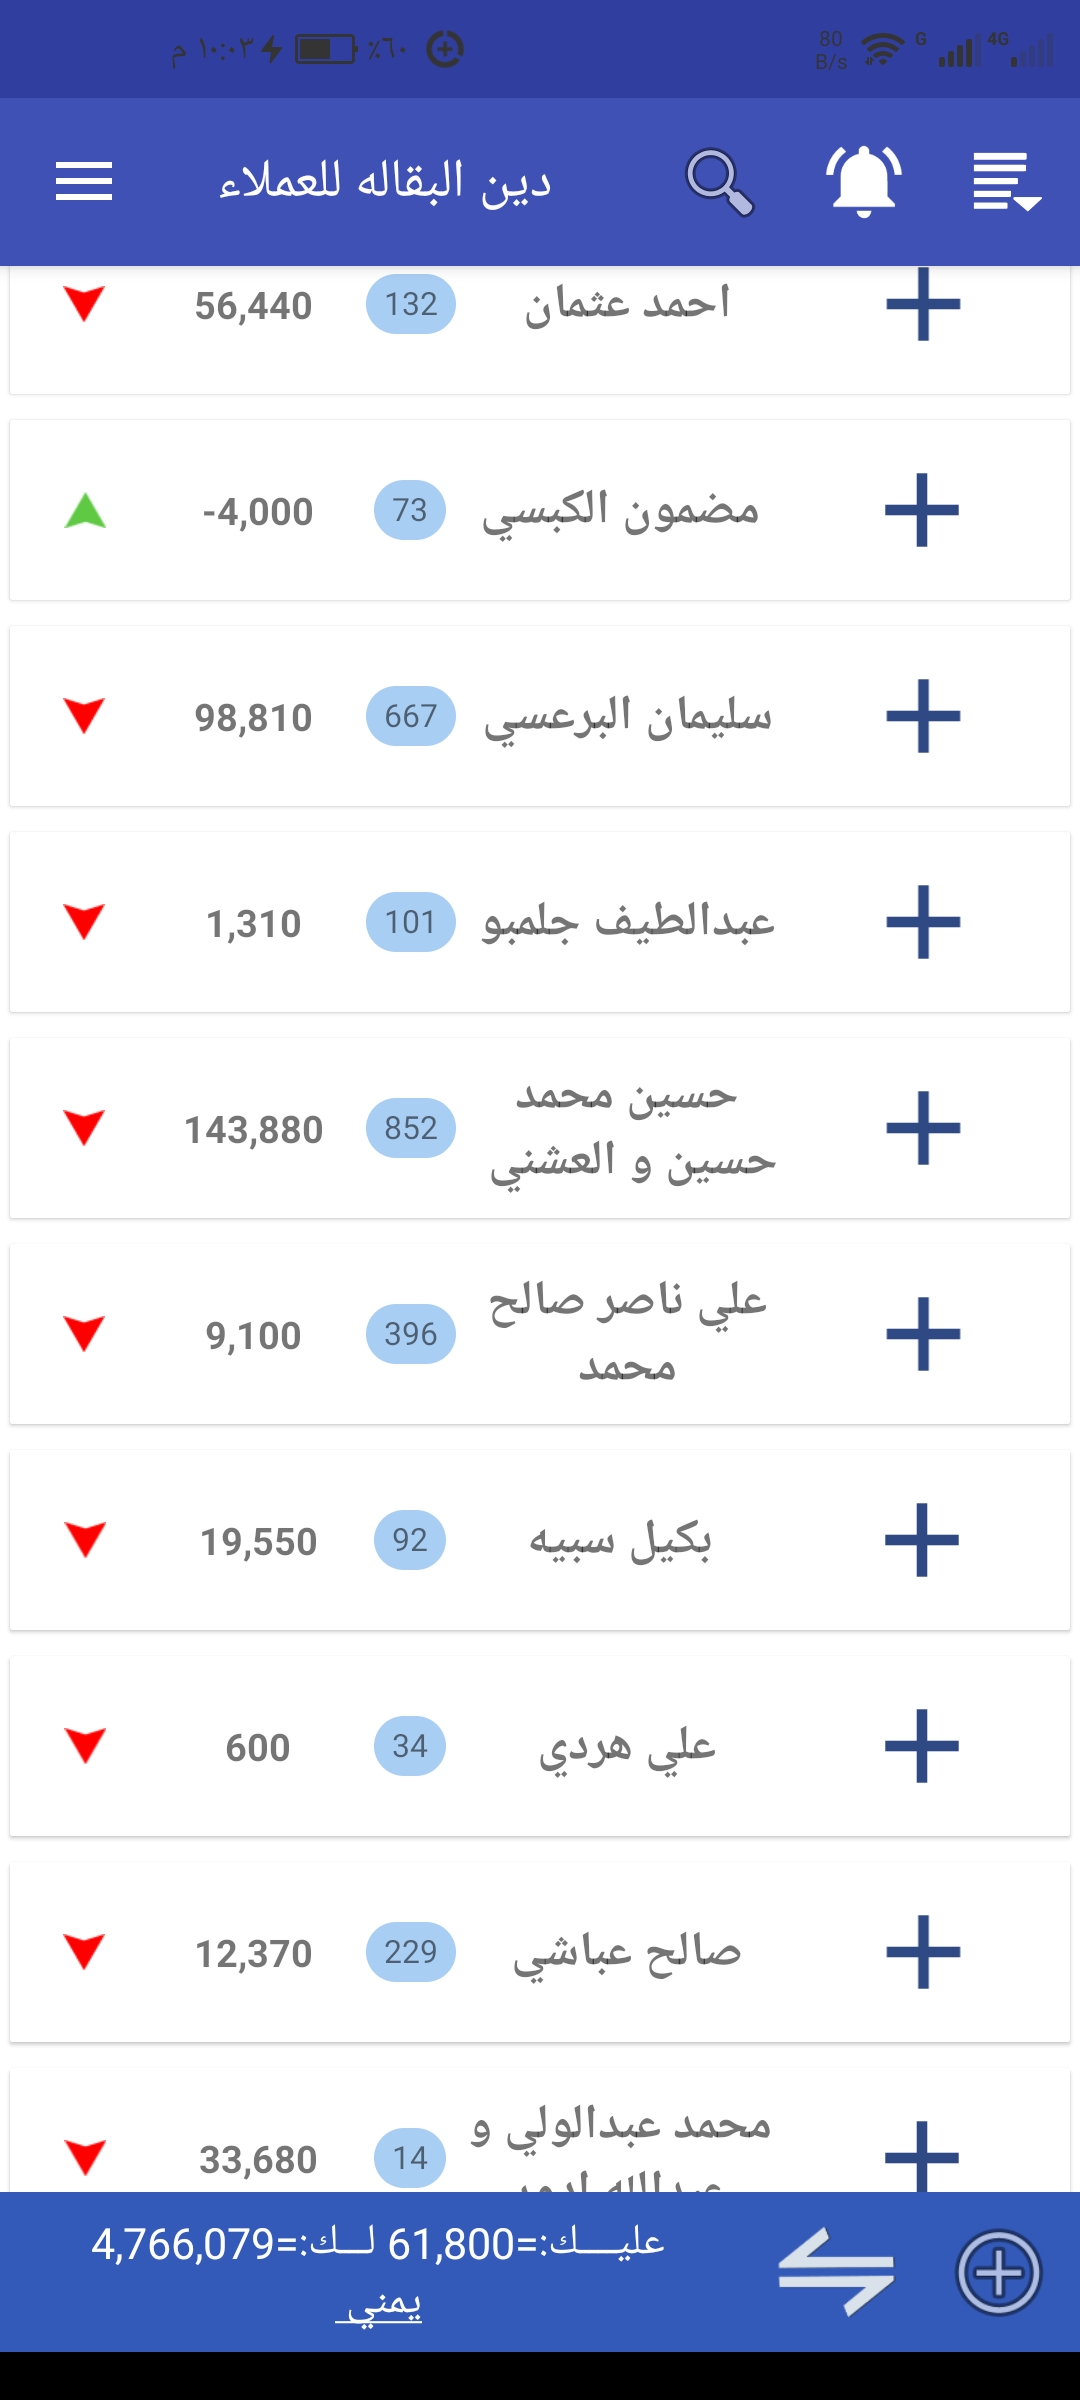 ١٠:٠٣ م ٦٠٪ 80 B/s G 4G
دين البقاله للعملاء
احمد عثمان 132 56,440
مضمون الكبسي 73 -4,000
سليمان البرعسي 667 98,810
عبدالطيف جلمبو 101 1,310
حسين محمد
حسين و العشني 852 143,880
علي ناصر صالح
محمد 396 9,100
بكيل سبيه 92 19,550
علي هردي 34 600
صالح عباشي 229 12,370
محمد عبدالولي و 14 33,680
عليـــك:=61,800 لـــك:=4,766,079
يمني